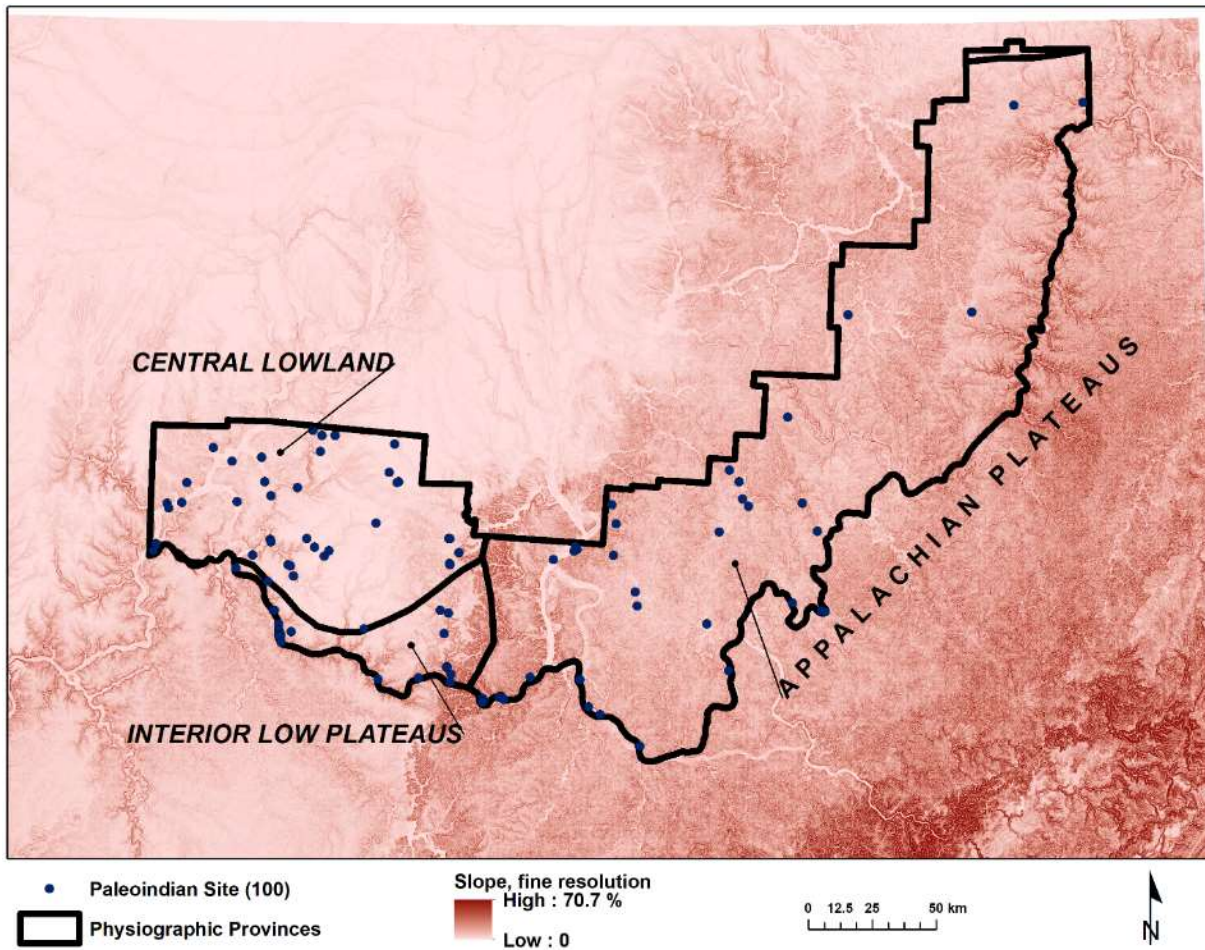 CENTRAL LOWLAND
APPALACHIAN PLATEAUS
INTERIOR LOW PLATEAUS
Paleoindian Site (100)
Physiographic Provinces
Slope, fine resolution
High : 70.7 %
Low : 0
0 12.5 25 50 km
N